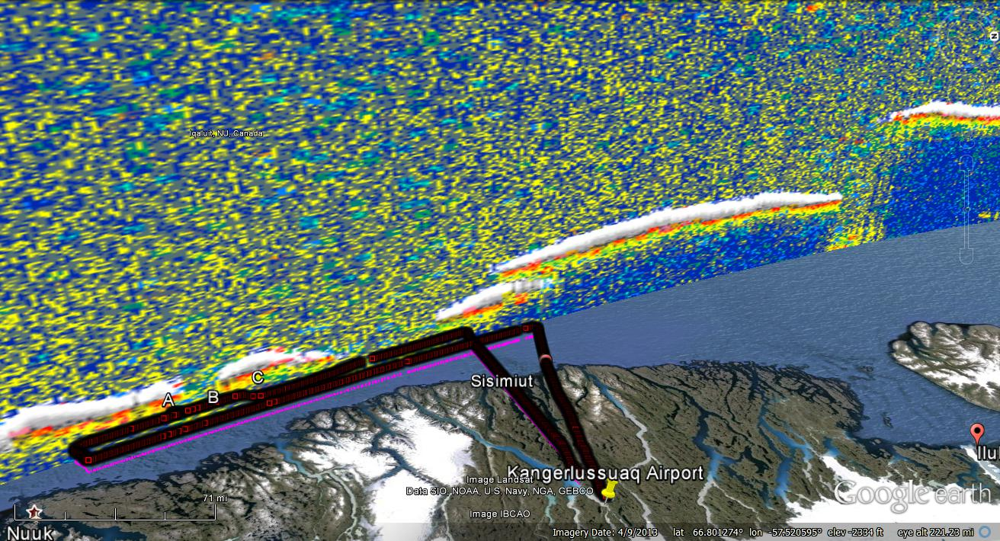 Z
Iqaluit, NU, Canada
C
A
B
Sisimiut
Kangerlussuaq Airport
Image Landsat
Data SIO, NOAA, U.S. Navy, NGA, GEBCO
Image IBCAO
Ilu
Google earth
71 mi
1
Nuuk
Imagery Date: 4/9/2013 lat 66.801274° lon -57.520595° elev -2334 ft eye alt 221.23 mi